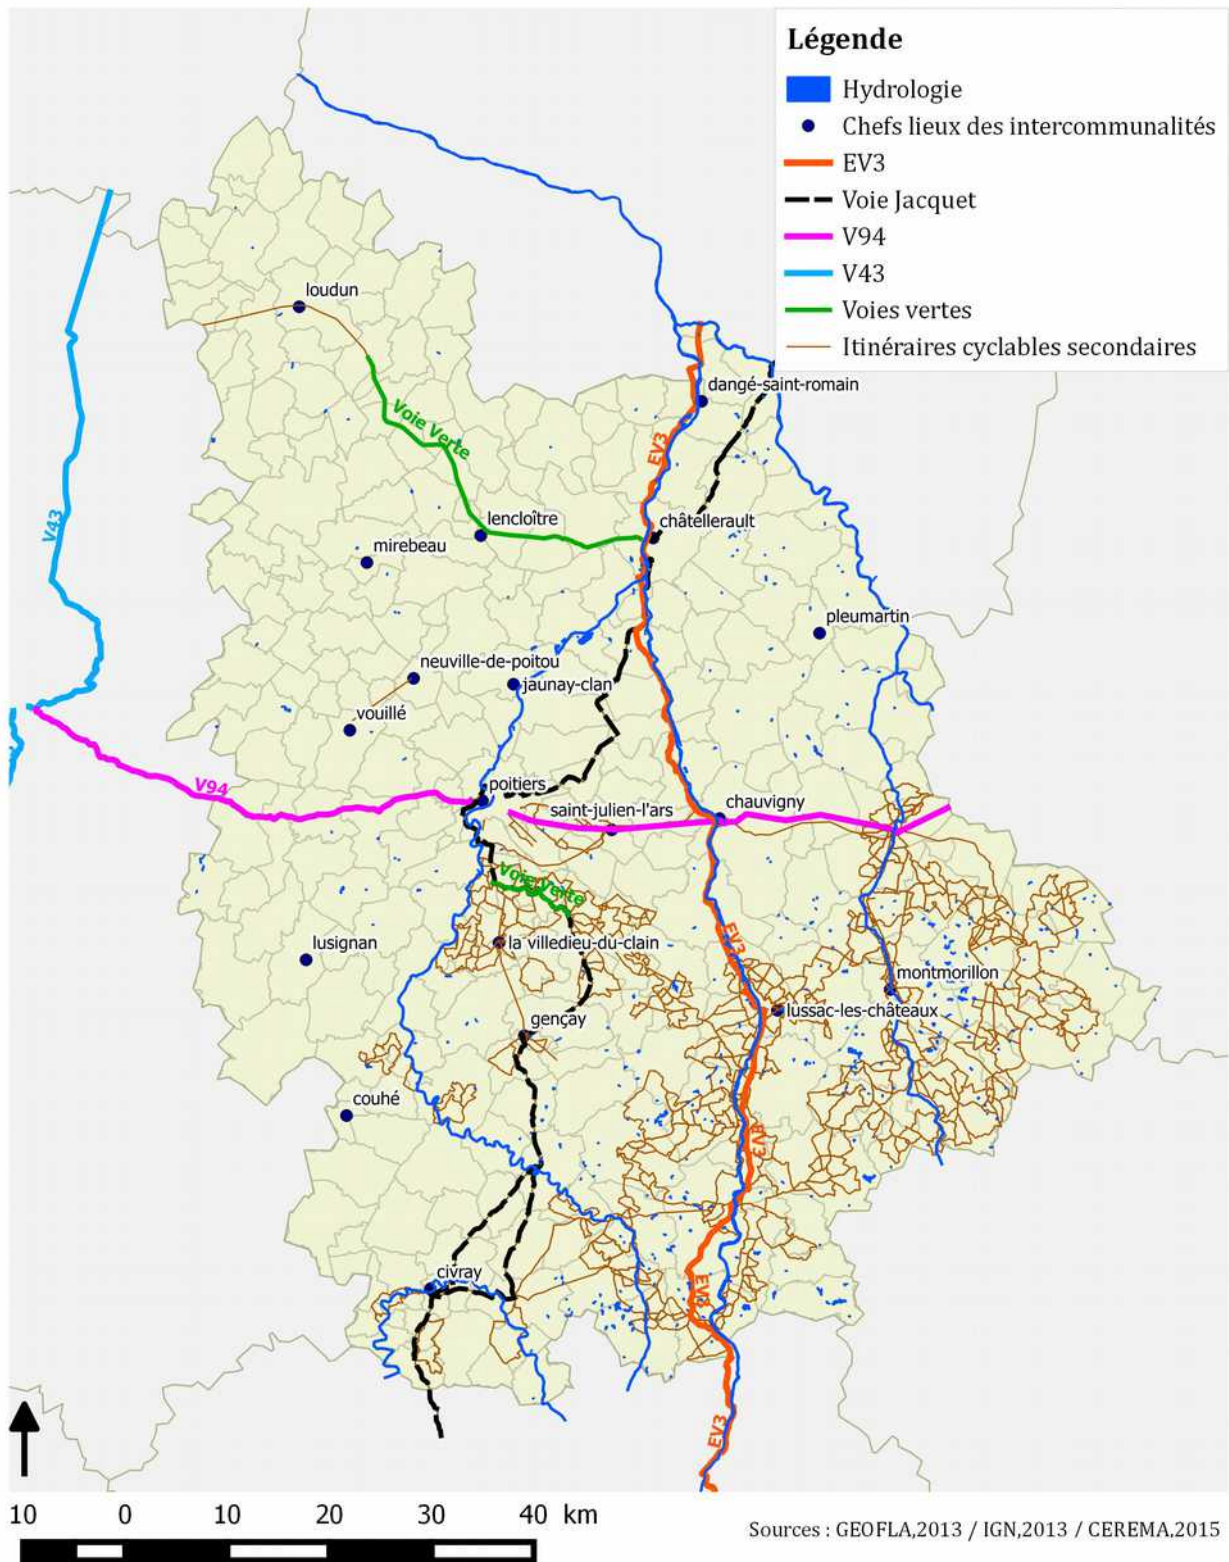 Légende
Hydrologie
Chefs lieux des intercommunalités
EV3
Voie Jacquet
V94
V43
Voies vertes
Itinéraires cyclables secondaires
loudun
dangé-saint-romain
Voie Verte
EV3
lencloître
châtellerault
V43
mirebeau
pleumartin
neuville-de-poitou
jaunay-clan
vouillé
V94
poitiers
saint-julien-l'ars
chauvigny
Voie Verte
EV3
lusignan
la villedieu-du-clain
montmorillon
lussac-les-châteaux
gençay
couhé
EV3
civray
EV3
EV3
10 0 10 20 30 40 km
Sources : GEOFLA,2013 / IGN,2013 / CEREMA,2015